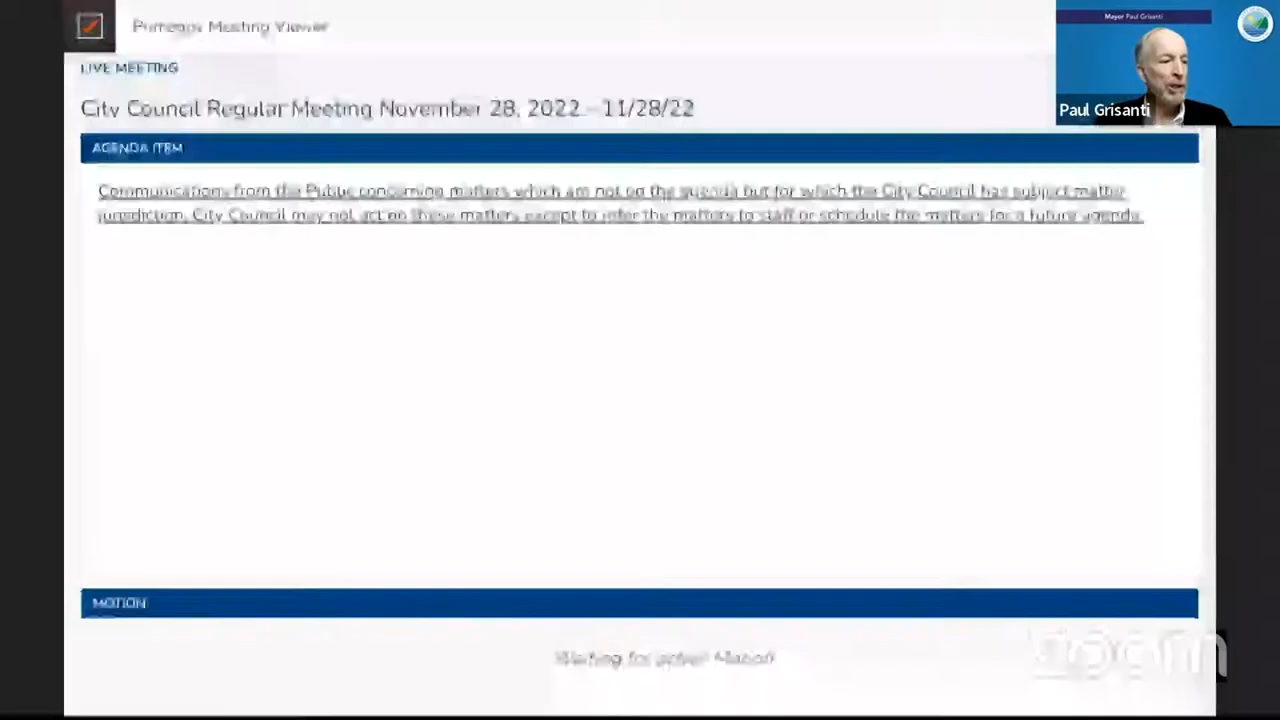 Primegov Meeting Viewer
Mayor Paul Grisanti
LIVE MEETING
City Council Regular Meeting November 28, 2022 - 11/28/22
Paul Grisanti
AGENDA ITEM
Communications from the Public concerning matters which are not on the agenda but for which the City Council has subject matter
jurisdiction. City Council may not act on these matters except to refer the matters to staff or schedule the matters for a future agenda.
MOTION
Waiting for active Motion
zoom